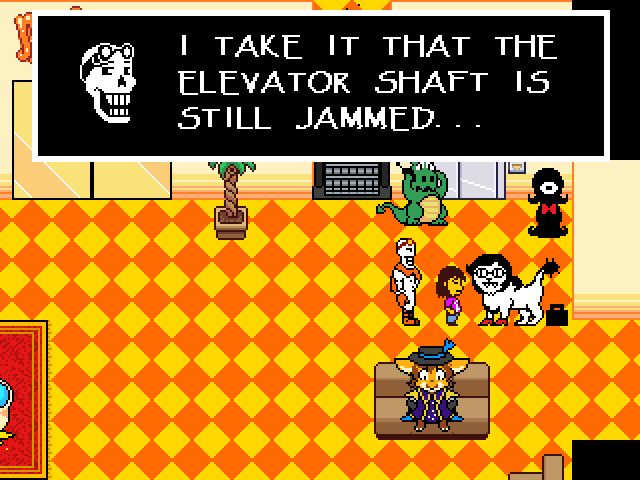 I TAKE IT THAT THE
ELEVATOR SHAFT IS
STILL JAMMED...